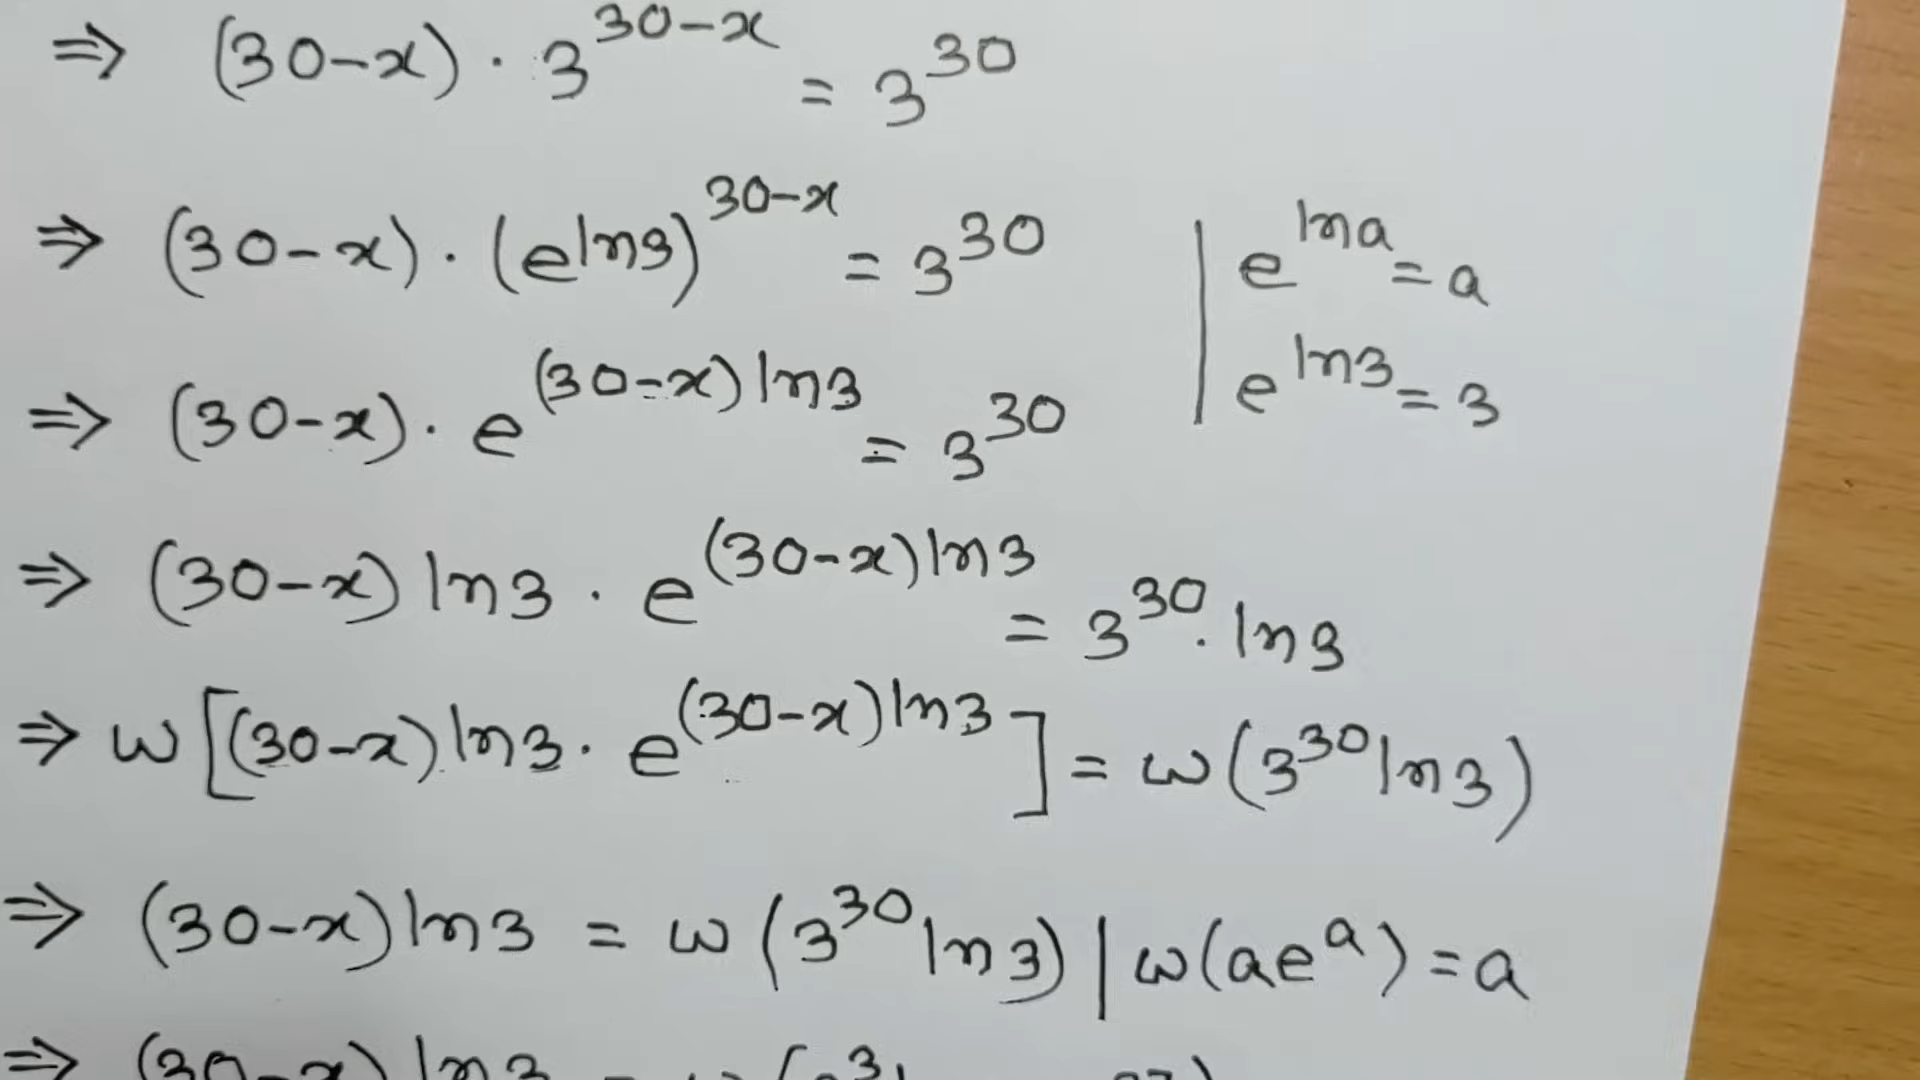 ⇒ (30-x) · 3^(30-x) = 3^30
⇒ (30-x) · (e^ln3)^(30-x) = 3^30 | e^lna = a
⇒ (30-x) · e^((30-x) ln3) = 3^30 | e^ln3 = 3
⇒ (30-x) ln3 · e^((30-x) ln3) = 3^30 · ln3
⇒ W[(30-x) ln3 · e^((30-x) ln3)] = W(3^30 ln3)
⇒ (30-x) ln3 = W(3^30 ln3) | W(ae^a) = a
⇒ (30-x) ln3